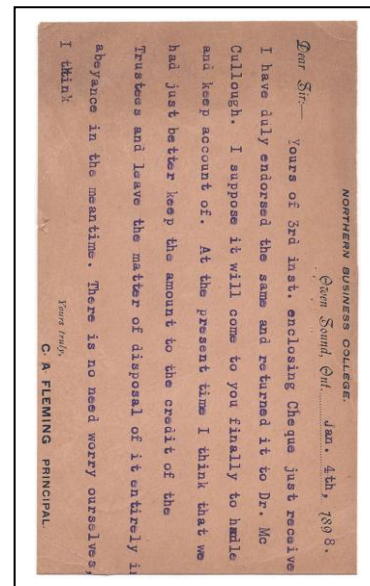 NORTHERN BUSINESS COLLEGE.
Owen Sound, Ont. Jan. 4th, 1898.
Dear Sir:— Yours of 3rd inst. enclosing Cheque just receive
I have duly endorsed the same and returned it to Dr. Mc
Cullough. I suppose it will come to you finally to handle
and keep account of. At the present time I think that we
had just better keep the amount to the credit of the
Trustees and leave the matter of disposal of it entirely in
abeyance in the meantime. There is no need worry ourselves,
I think
Yours truly,
C. A. FLEMING PRINCIPAL.